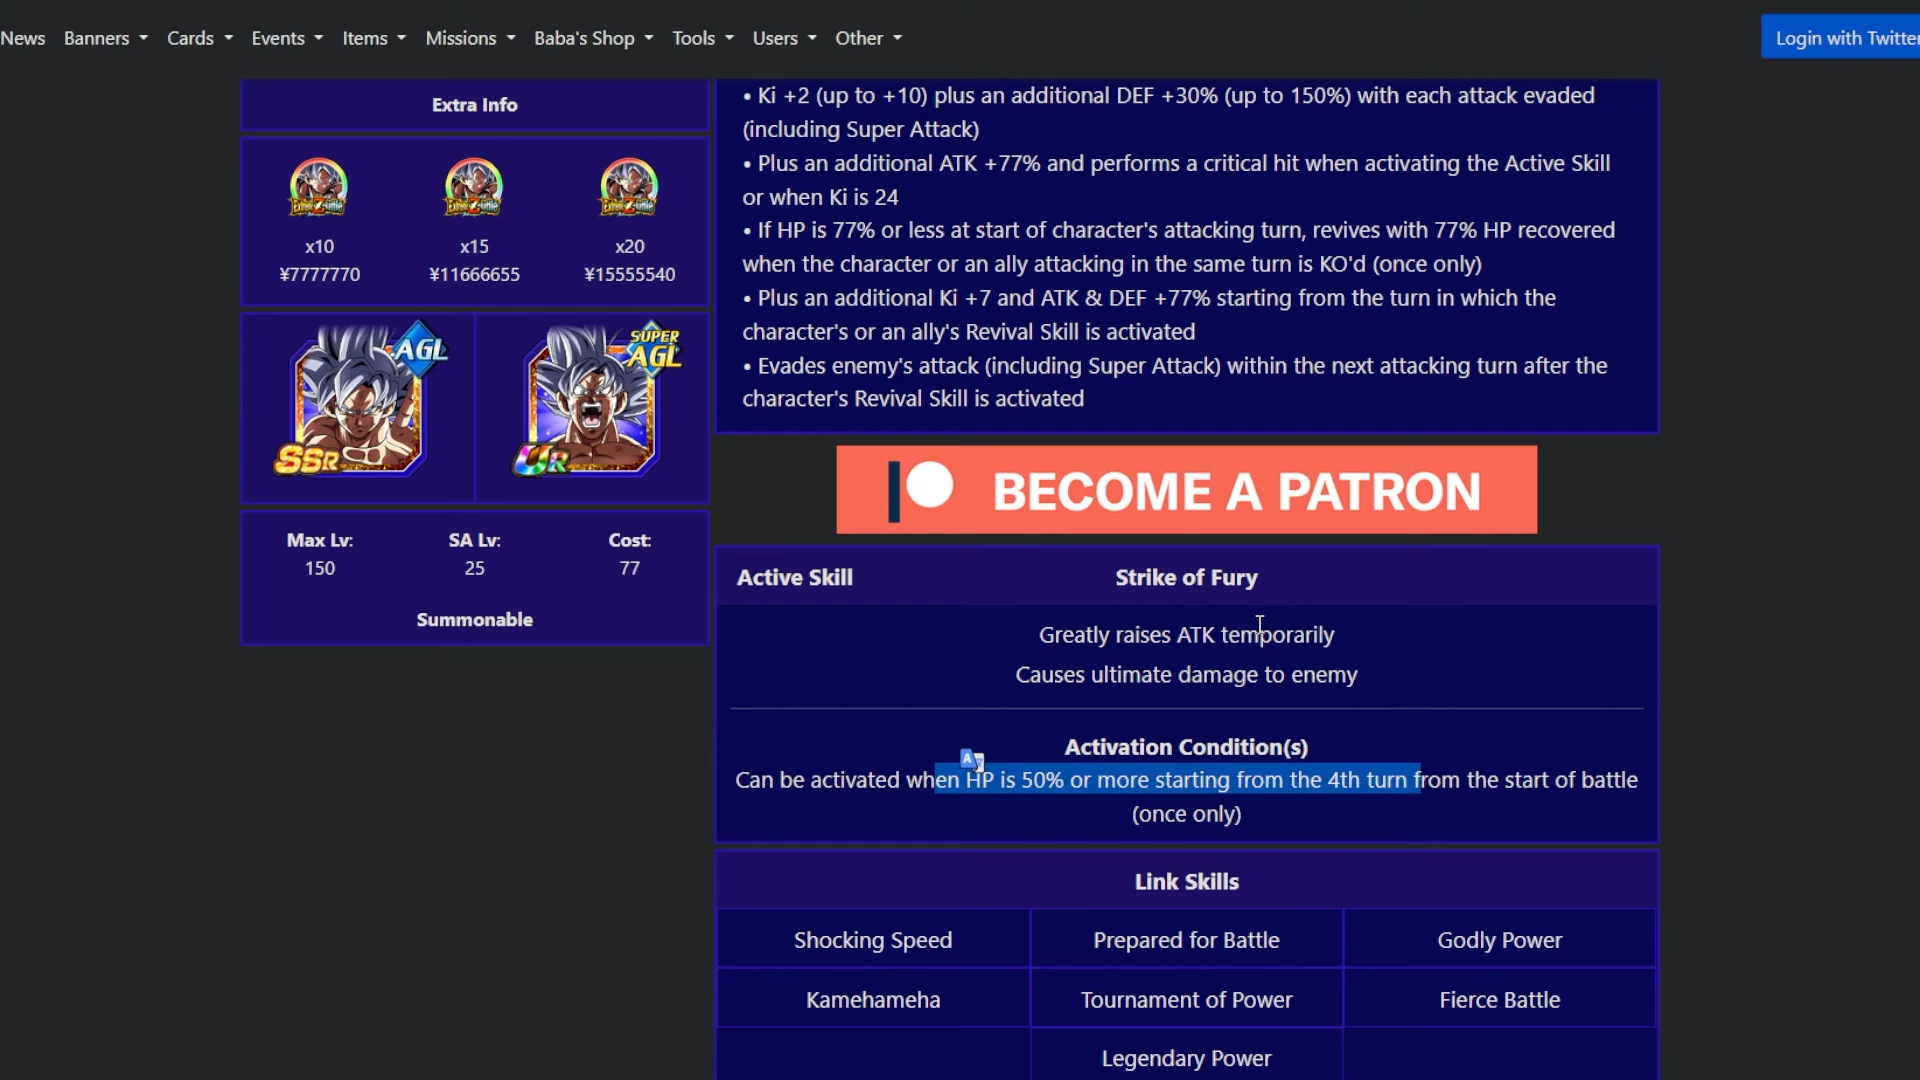 News Banners Cards Events Items Missions Baba's Shop Tools Users Other Login with Twitter
Extra Info
x10 x15 x20
¥7777770 ¥11666655 ¥15555540
AGL SUPER AGL
SSR UR
Max Lv: SA Lv: Cost:
150 25 77
Summonable
• Ki +2 (up to +10) plus an additional DEF +30% (up to 150%) with each attack evaded
(including Super Attack)
• Plus an additional ATK +77% and performs a critical hit when activating the Active Skill
or when Ki is 24
• If HP is 77% or less at start of character's attacking turn, revives with 77% HP recovered
when the character or an ally attacking in the same turn is KO'd (once only)
• Plus an additional Ki +7 and ATK & DEF +77% starting from the turn in which the
character's or an ally's Revival Skill is activated
• Evades enemy's attack (including Super Attack) within the next attacking turn after the
character's Revival Skill is activated
BECOME A PATRON
Active Skill Strike of Fury
Greatly raises ATK temporarily
Causes ultimate damage to enemy
Activation Condition(s)
Can be activated when HP is 50% or more starting from the 4th turn from the start of battle
(once only)
Link Skills
Shocking Speed Prepared for Battle Godly Power
Kamehameha Tournament of Power Fierce Battle
Legendary Power